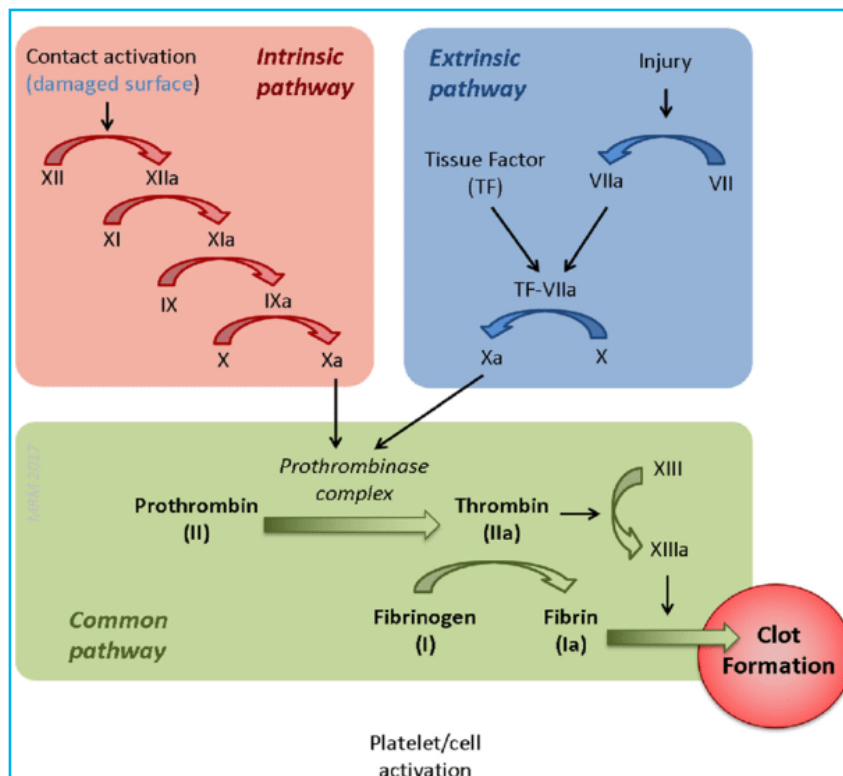 Contact activation
(damaged surface)
Intrinsic
pathway
XII
XIIa
XI
XIa
IX
IXa
X
Xa
Extrinsic
pathway
Injury
Tissue Factor
(TF)
VIIa
VII
TF-VIIa
Xa
X
MRM 2017
Prothrombinase
complex
Prothrombin
(II)
Thrombin
(IIa)
XIII
XIIIa
Fibrinogen
(I)
Fibrin
(Ia)
Common
pathway
Clot
Formation
Platelet/cell
activation